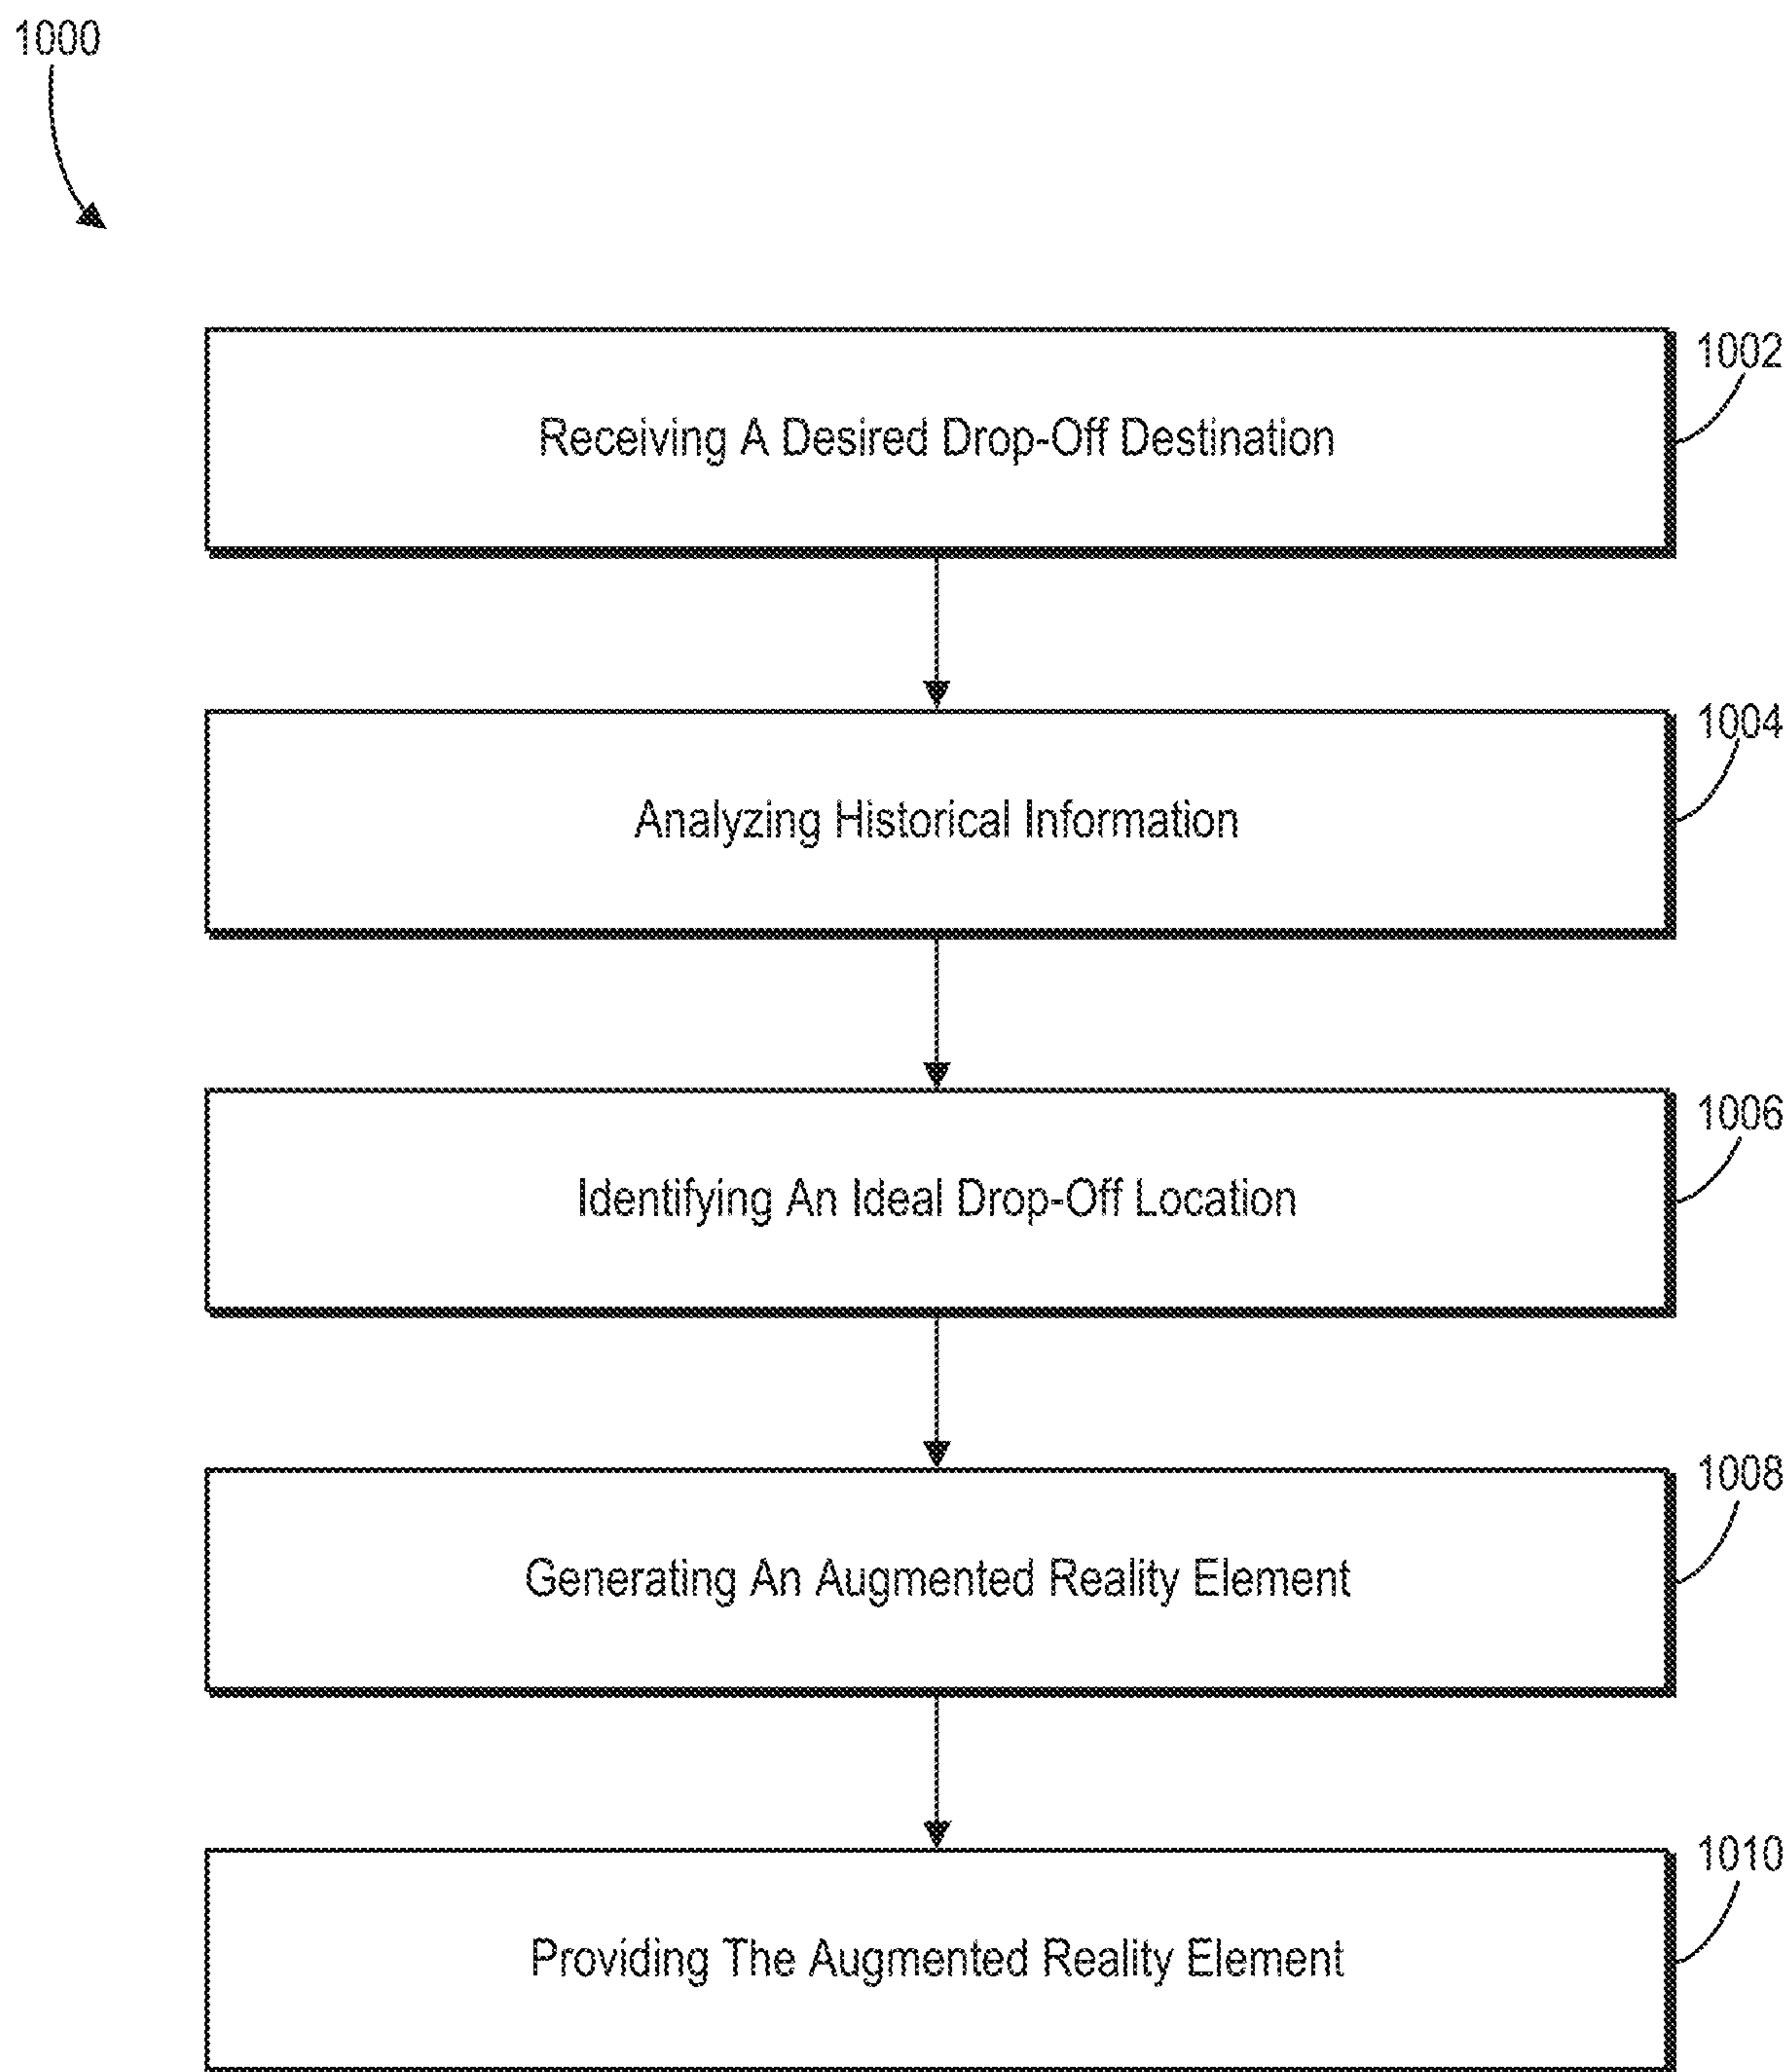 1000
Receiving A Desired Drop-Off Destination
1002
Analyzing Historical Information
1004
Identifying An Ideal Drop-Off Location
1006
Generating An Augmented Reality Element
1008
Providing The Augmented Reality Element
1010